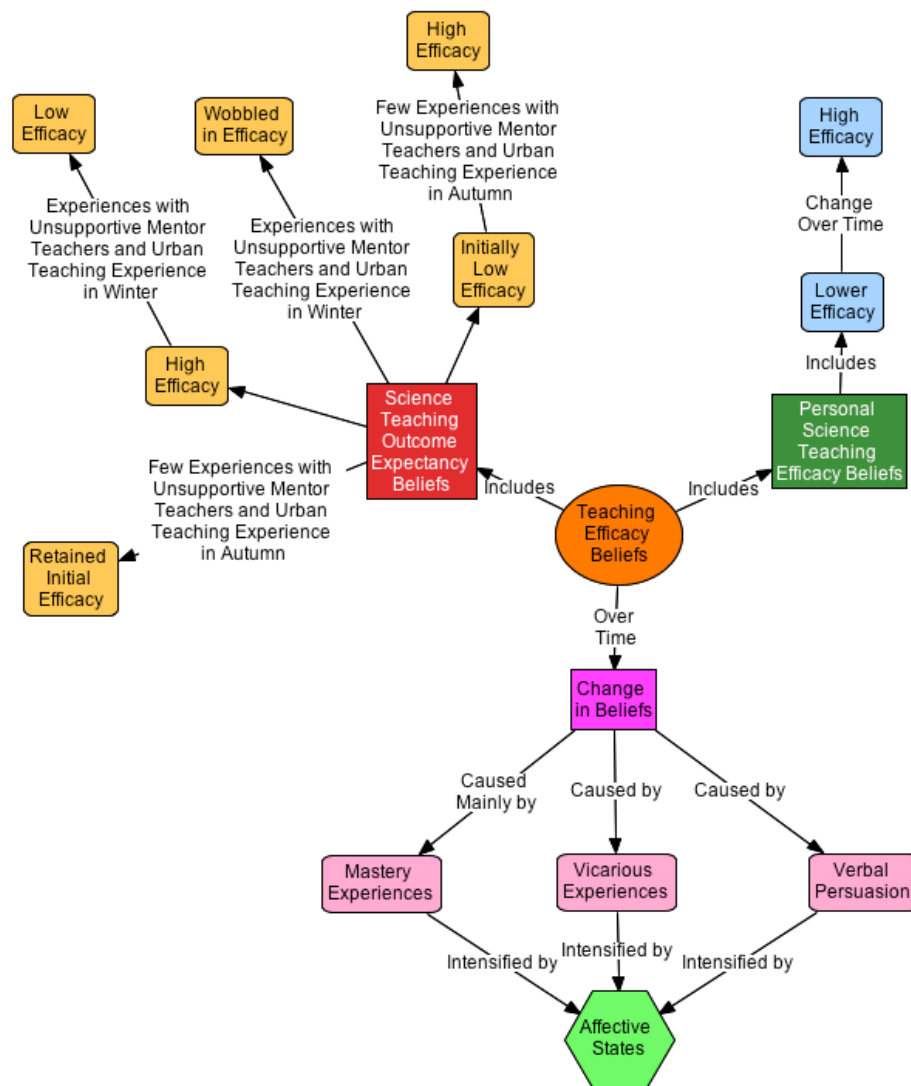 High
Efficacy
Low
Efficacy
Wobbled
in Efficacy
Few Experiences with
Unsupportive Mentor
Teachers and Urban
Teaching Experience
in Autumn
High
Efficacy
Experiences with
Unsupportive Mentor
Teachers and Urban
Teaching Experience
in Winter
Experiences with
Unsupportive Mentor
Teachers and Urban
Teaching Experience
in Winter
Initially
Low
Efficacy
Change
Over Time
Lower
Efficacy
High
Efficacy
Science
Teaching
Outcome
Expectancy
Beliefs
Includes
Personal
Science
Teaching
Efficacy Beliefs
Few Experiences with
Unsupportive Mentor
Teachers and Urban
Teaching Experience
in Autumn
Includes
Includes
Teaching
Efficacy
Beliefs
Retained
Initial
Efficacy
Over
Time
Change
in Beliefs
Caused
Mainly by
Caused by
Caused by
Mastery
Experiences
Vicarious
Experiences
Verbal
Persuasion
Intensified by
Intensified by
Intensified by
Affective
States